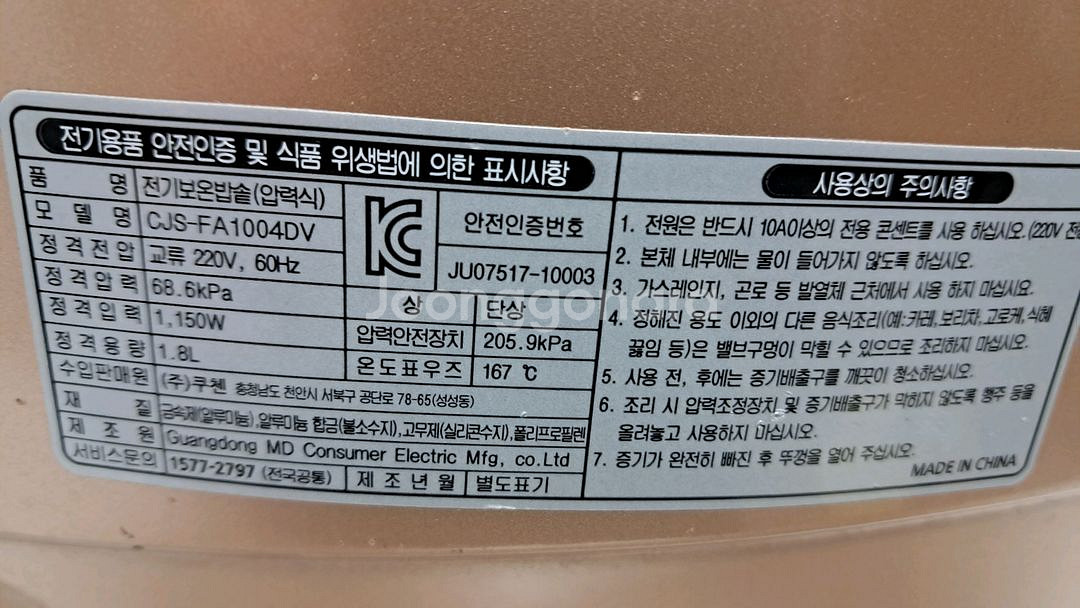 전기용품 안전인증 및 식품 위생법에 의한 표시사항
품 명 전기보온밥솥(압력식)
모 델 명 CJS-FA1004DV
정 격 전 압 교류 220V, 60Hz
정 격 압 력 68.6kPa
정 격 입 력 1,150W
정 격 용 량 1.8L
안전인증번호
JU07517-10003
상 단상
압력안전장치 205.9kPa
온 도 표 우 즈 167 ℃
수입판매원 (주)쿠첸 충청남도 천안시 서북구 공단로 78-65(성성동)
재 질 금속제(알루미늄),알루미늄 합금(불소수지),고무제(실리콘수지),폴리프로필렌
제 조 원 Guangdong MD Consumer Electric Mfg, co.Ltd
서비스문의 1577-2797 (전국공통) 제 조 년 월 별도표기
사용상의 주의사항
1. 전원은 반드시 10A이상의 전용 콘센트를 사용 하십시오.(220V
2. 본체 내부에는 물이 들어가지 않도록 하십시오.
3. 가스레인지, 곤로 등 발열체 근처에서 사용 하지 마십시오.
4. 정해진 용도 이외의 다른 음식조리(예:카레,보리차,고로케,식혜
끓임 등)은 밸브구멍이 막힐 수 있으므로 조리하지 마십시오.
5. 사용 전, 후에는 증기배출구를 깨끗이 청소하십시오.
6. 조리 시 압력조정장치 및 증기배출구가 막히지 않도록 행주 등을
올려놓고 사용하지 마십시오.
7. 증기가 완전히 빠진 후 뚜껑을 열어 주십시오.
MADE IN CHINA
Joonggonara